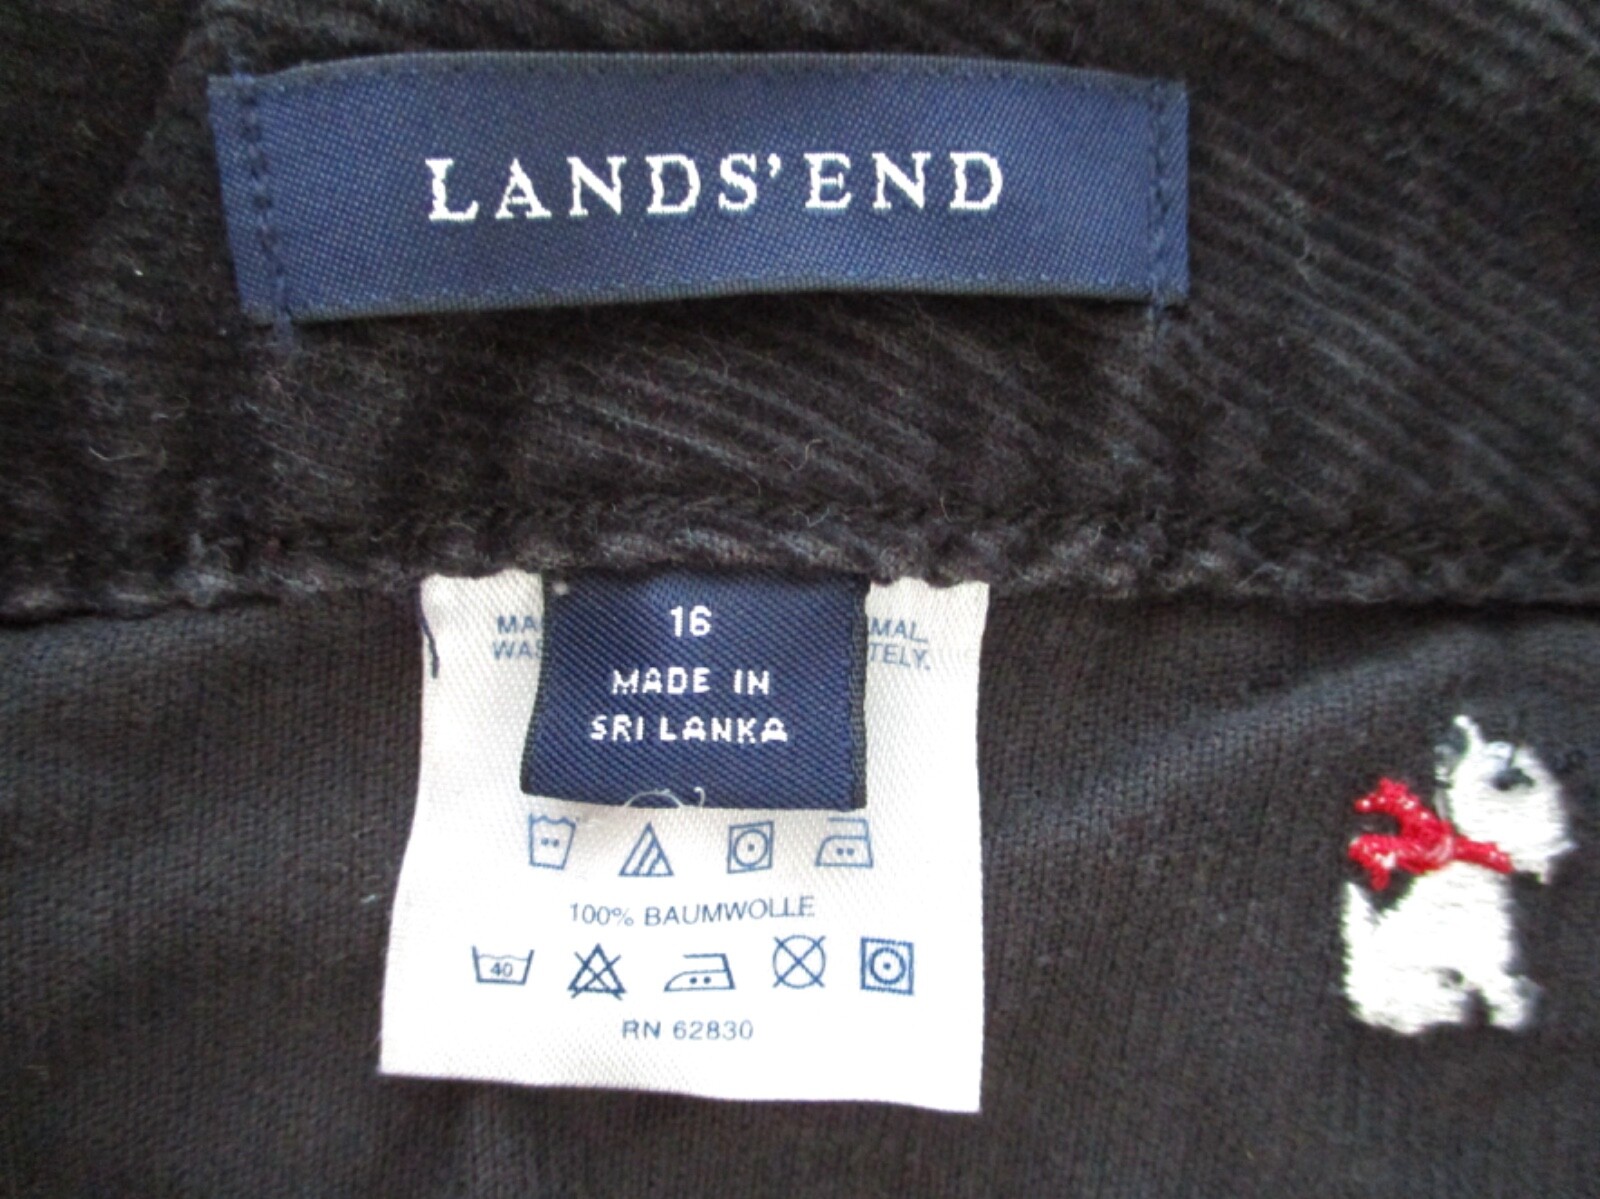 LANDS' END
16
MADE IN
SRI LANKA
100% BAUMWOLLE
40
RN 62830